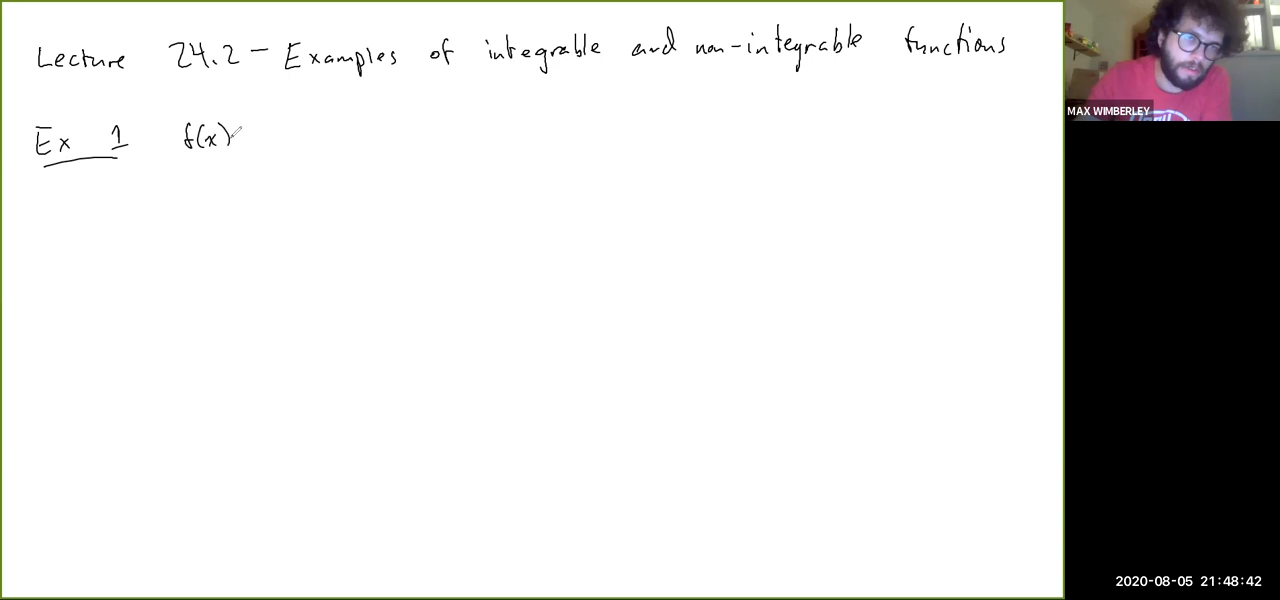 Lecture 24.2 - Examples of integrable and non-integrable functions
Ex 1 f(x)
MAX WIMBERLEY
2020-08-05 21:48:42